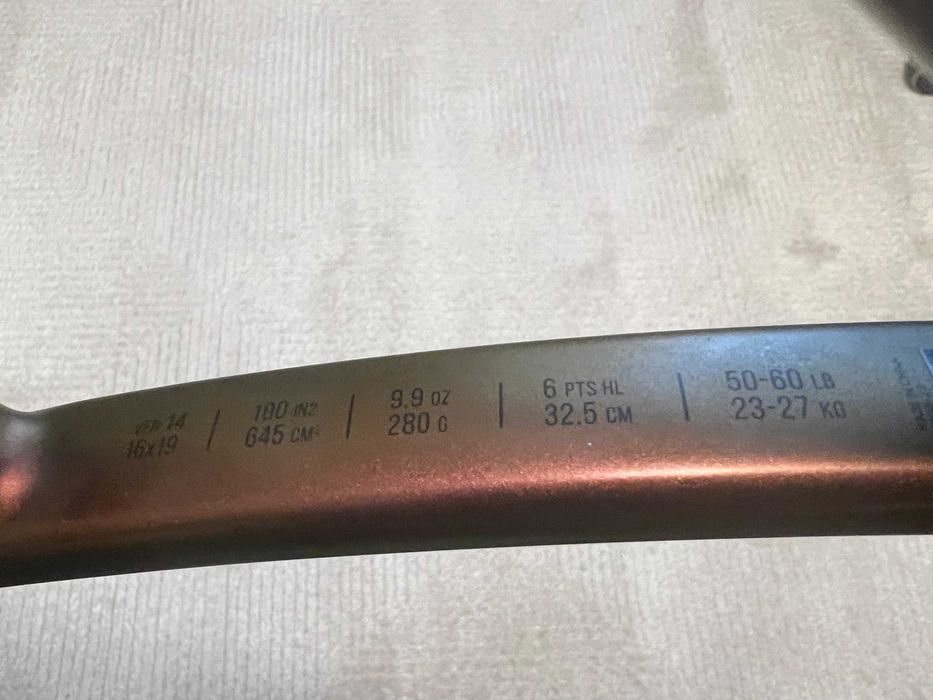 14
16x19
100 IN2
645 CM²
9.9 OZ
280 G
6 PTS HL
32.5 CM
50-60 LB
23-27 KG